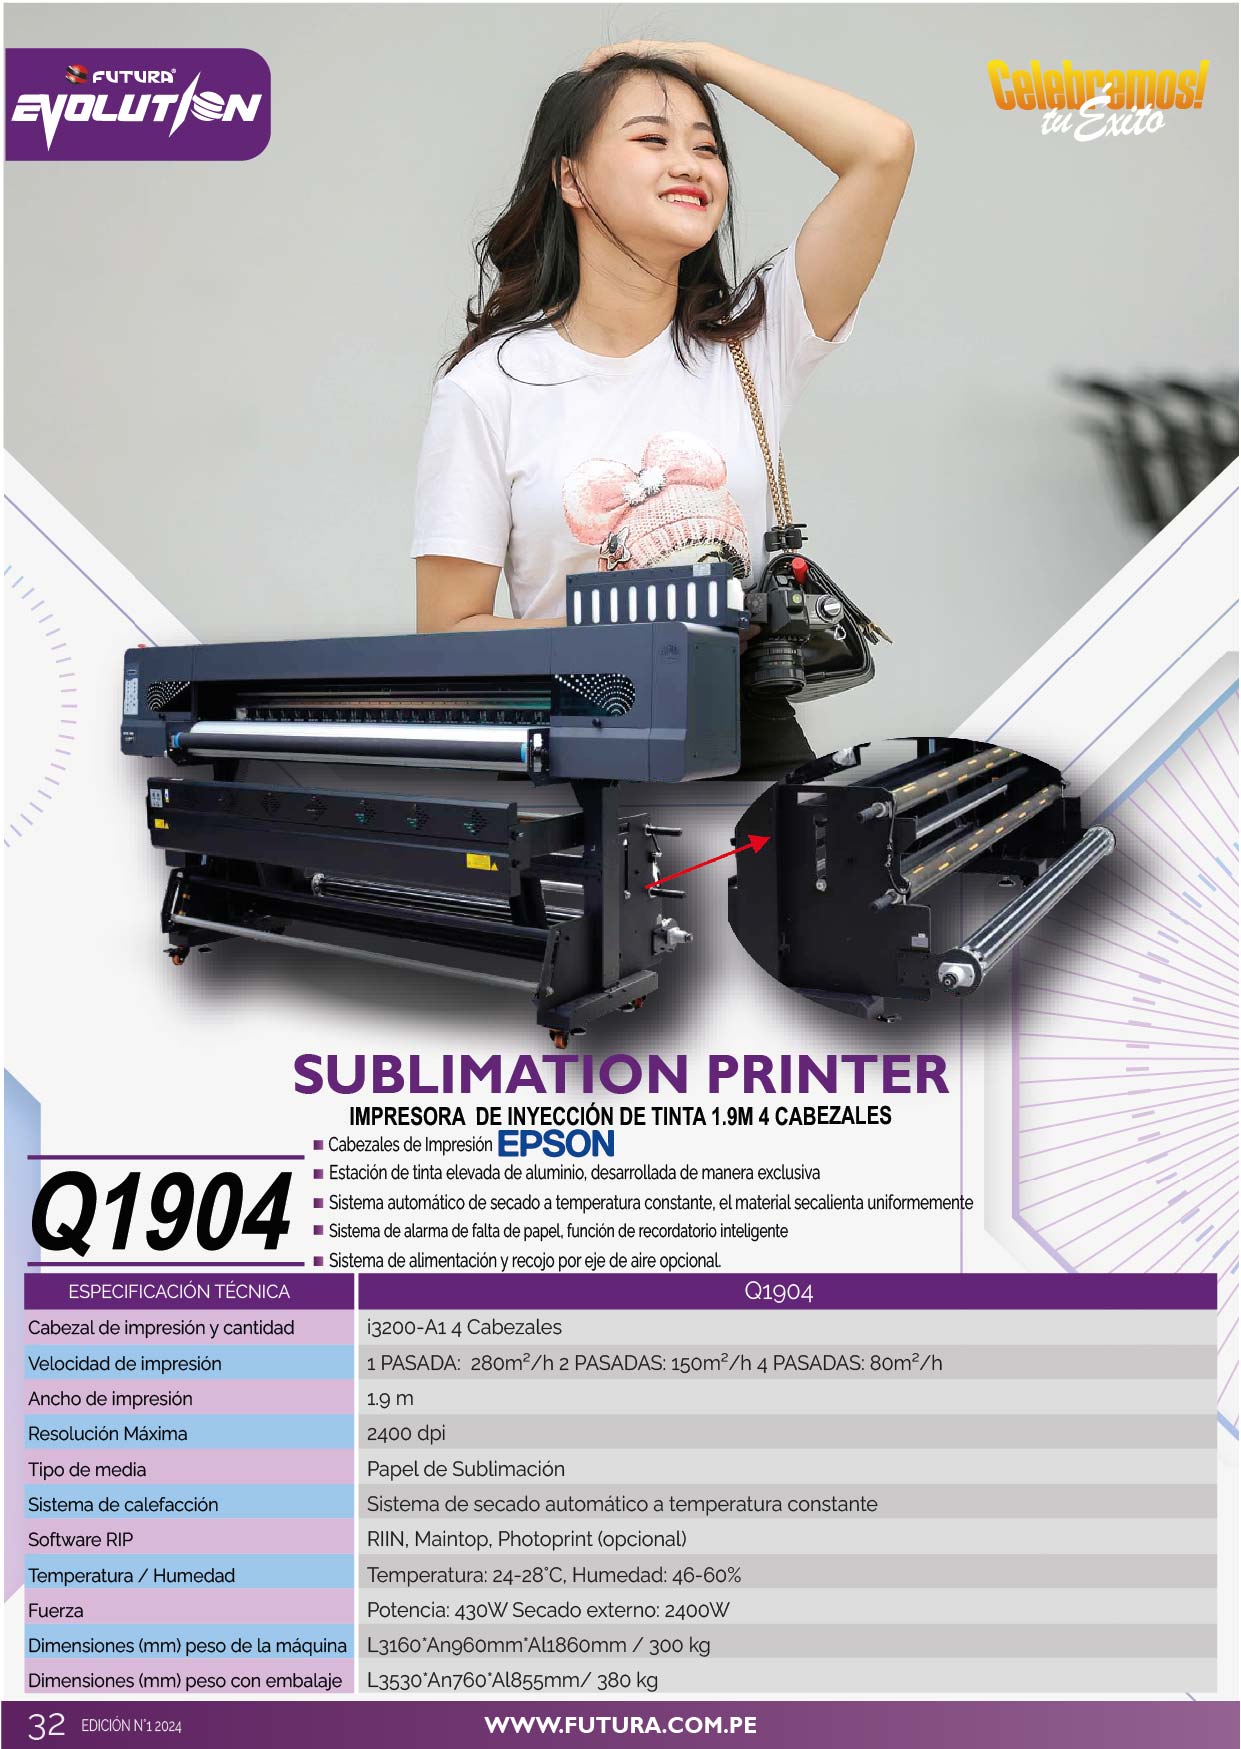 FUTURA®
EVOLUTION
Celebramos!
tu Éxito
SUBLIMATION PRINTER
IMPRESORA DE INYECCIÓN DE TINTA 1.9M 4 CABEZALES
Cabezales de Impresión EPSON
Estación de tinta elevada de aluminio, desarrollada de manera exclusiva
Sistema automático de secado a temperatura constante, el material secalienta uniformemente
Sistema de alarma de falta de papel, función de recordatorio inteligente
Sistema de alimentación y recojo por eje de aire opcional.
Q1904
ESPECIFICACIÓN TÉCNICA Q1904
Cabezal de impresión y cantidad i3200-A1 4 Cabezales
Velocidad de impresión 1 PASADA: 280m²/h 2 PASADAS: 150m²/h 4 PASADAS: 80m²/h
Ancho de impresión 1.9 m
Resolución Máxima 2400 dpi
Tipo de media Papel de Sublimación
Sistema de calefacción Sistema de secado automático a temperatura constante
Software RIP RIIN, Maintop, Photoprint (opcional)
Temperatura / Humedad Temperatura: 24-28°C, Humedad: 46-60%
Fuerza Potencia: 430W Secado externo: 2400W
Dimensiones (mm) peso de la máquina L3160*An960mm*Al1860mm / 300 kg
Dimensiones (mm) peso con embalaje L3530*An760*Al855mm/ 380 kg
32 EDICIÓN N°1 2024 WWW.FUTURA.COM.PE